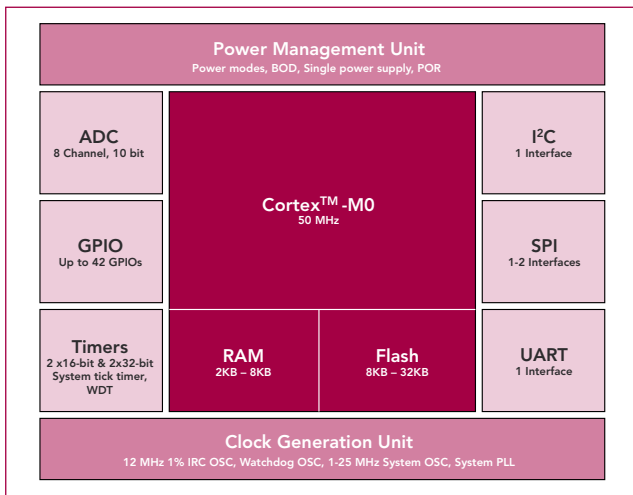 Power Management Unit
Power modes, BOD, Single power supply, POR
ADC
8 Channel, 10 bit
GPIO
Up to 42 GPIOs
Timers
2 x16-bit & 2x32-bit
System tick timer,
WDT
Cortex™ -M0
50 MHz
RAM
2KB – 8KB
Flash
8KB – 32KB
I²C
1 Interface
SPI
1-2 Interfaces
UART
1 Interface
Clock Generation Unit
12 MHz 1% IRC OSC, Watchdog OSC, 1-25 MHz System OSC, System PLL